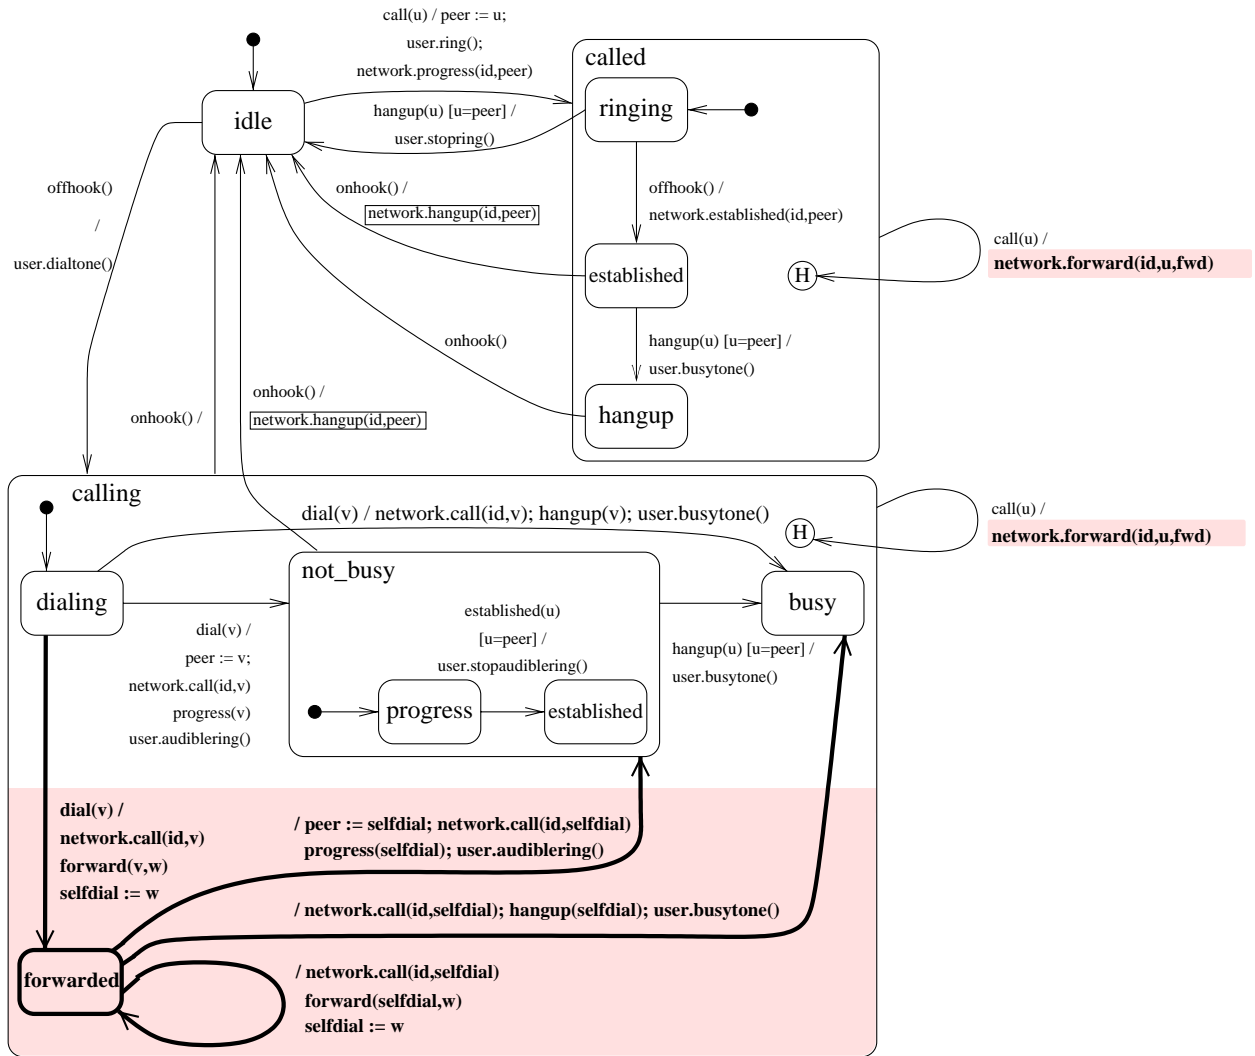 call(u) / peer := u;
user.ring();
network.progress(id,peer)
called
idle
ringing
hangup(u) [u=peer] /
user.stopring()
offhook()
/
user.dialtone()
onhook() /
network.hangup(id,peer)
offhook() /
network.established(id,peer)
established
H
call(u) /
network.forward(id,u,fwd)
onhook()
hangup(u) [u=peer] /
user.busytone()
hangup
onhook() /
onhook() /
network.hangup(id,peer)
calling
dial(v) / network.call(id,v); hangup(v); user.busytone()
H
call(u) /
network.forward(id,u,fwd)
not_busy
dialing
busy
established(u)
[u=peer] /
user.stopaudiblering()
dial(v) /
peer := v;
network.call(id,v)
progress(v)
user.audiblering()
hangup(u) [u=peer] /
user.busytone()
progress
established
dial(v) /
network.call(id,v)
forward(v,w)
selfdial := w
/ peer := selfdial; network.call(id,selfdial)
progress(selfdial); user.audiblering()
/ network.call(id,selfdial); hangup(selfdial); user.busytone()
forwarded
/ network.call(id,selfdial)
forward(selfdial,w)
selfdial := w